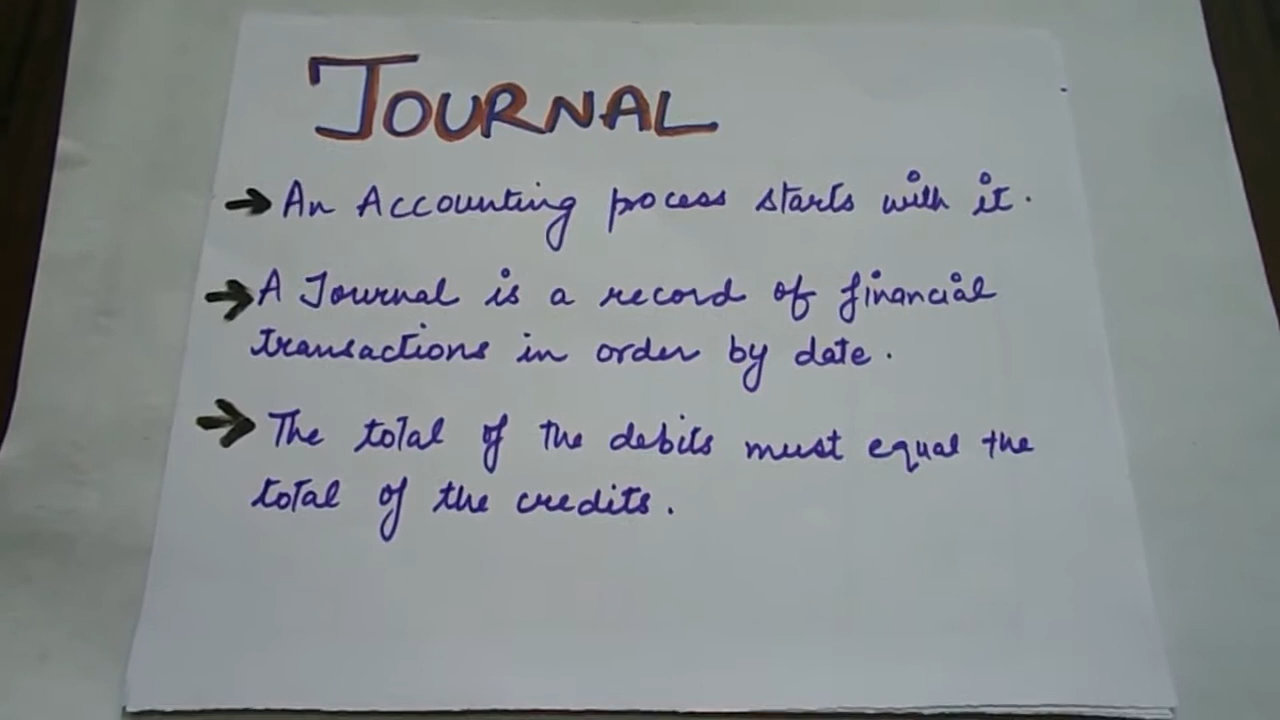 JOURNAL
→ An Accounting process starts with it.
→ A Journal is a record of financial
transactions in order by date.
→ The total of the debits must equal the
total of the credits.